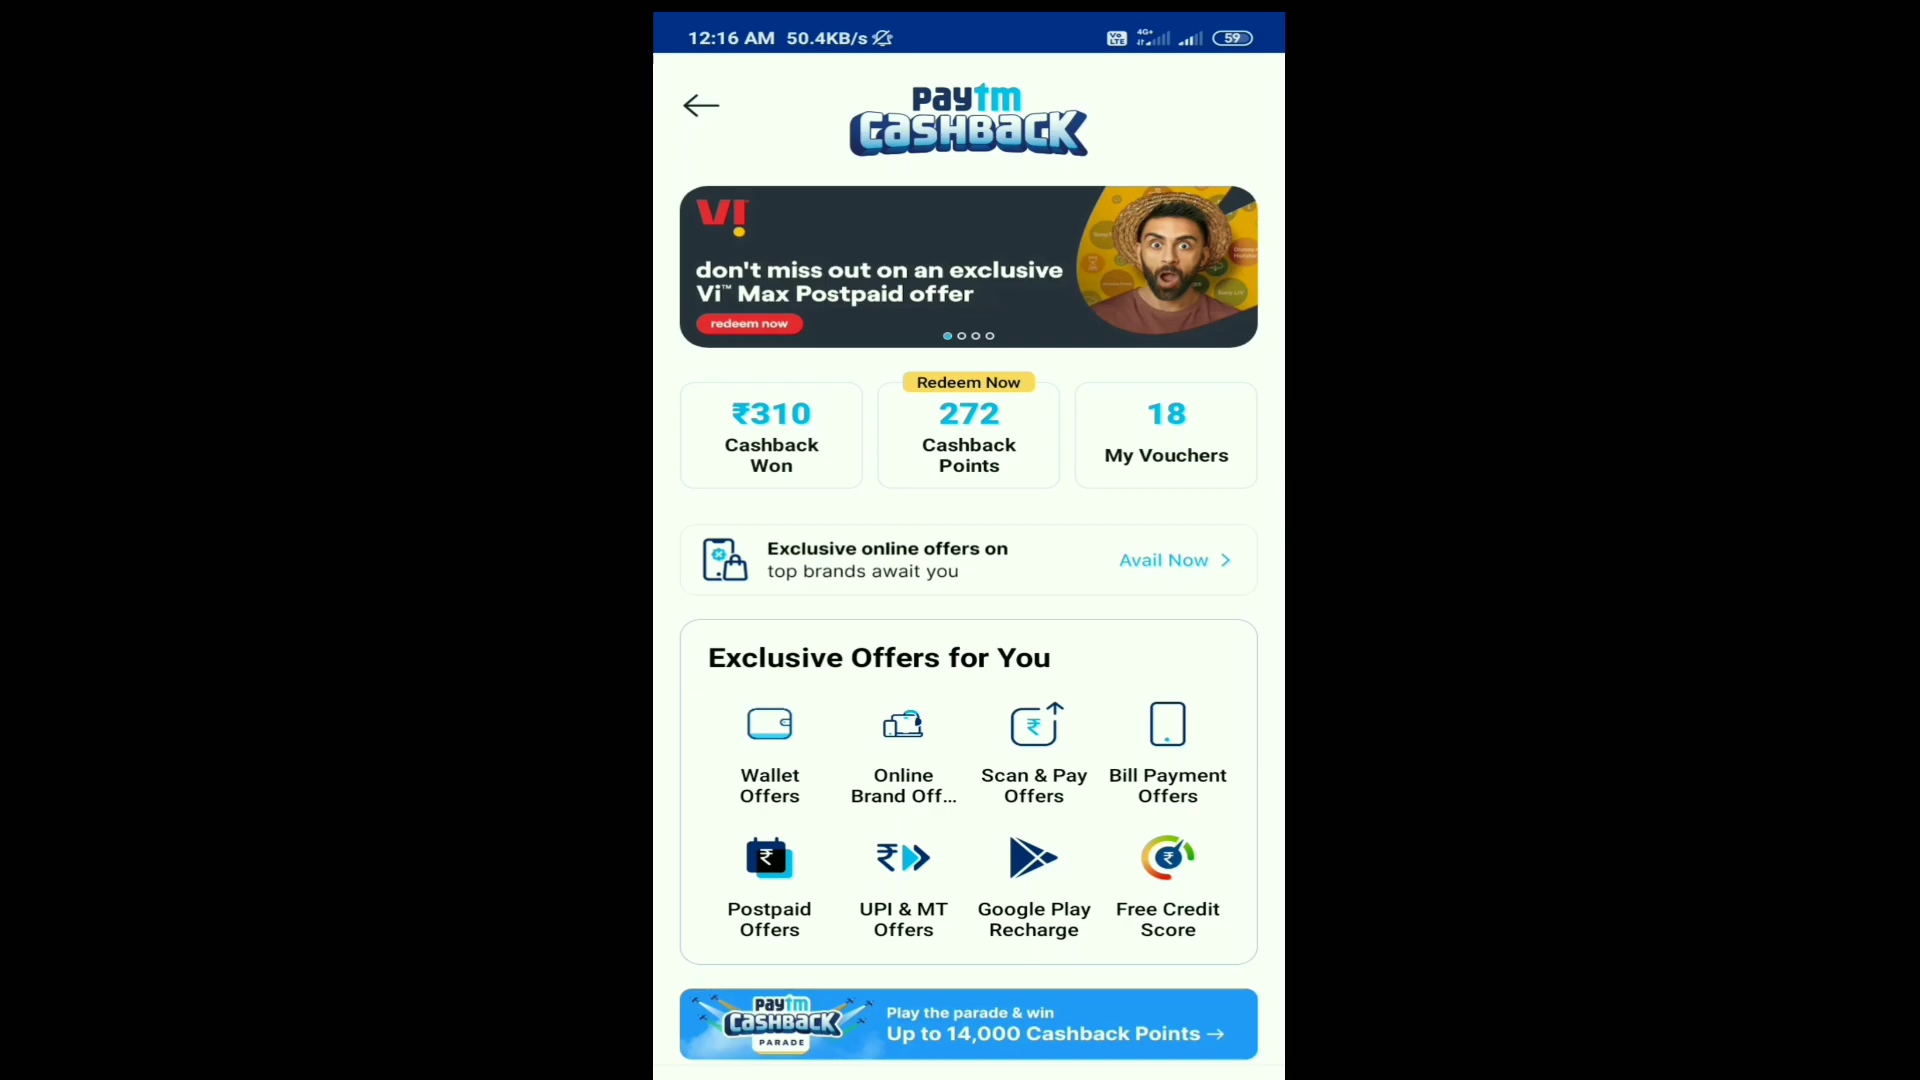 12:16 AM 50.4KB/s
Vo LTE 4G+ 59
paytm
CASHBACK
VI
don't miss out on an exclusive
Vi™ Max Postpaid offer
redeem now
Redeem Now
₹310
272
18
Cashback
Won
Cashback
Points
My Vouchers
Exclusive online offers on
top brands await you
Avail Now
Exclusive Offers for You
Wallet
Offers
Online
Brand Off...
Scan & Pay
Offers
Bill Payment
Offers
Postpaid
Offers
UPI & MT
Offers
Google Play
Recharge
Free Credit
Score
paytm
CASHBACK
PARADE
Play the parade & win
Up to 14,000 Cashback Points →